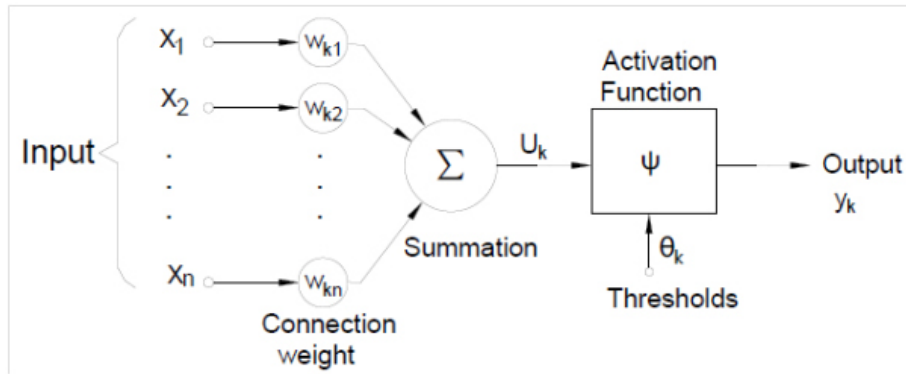 Input
X1
X2
.
.
.
Xn
wk1
wk2
.
.
.
wkn
Connection
weight
Σ
Summation
Uk
Activation
Function
ψ
θk
Thresholds
Output
yk